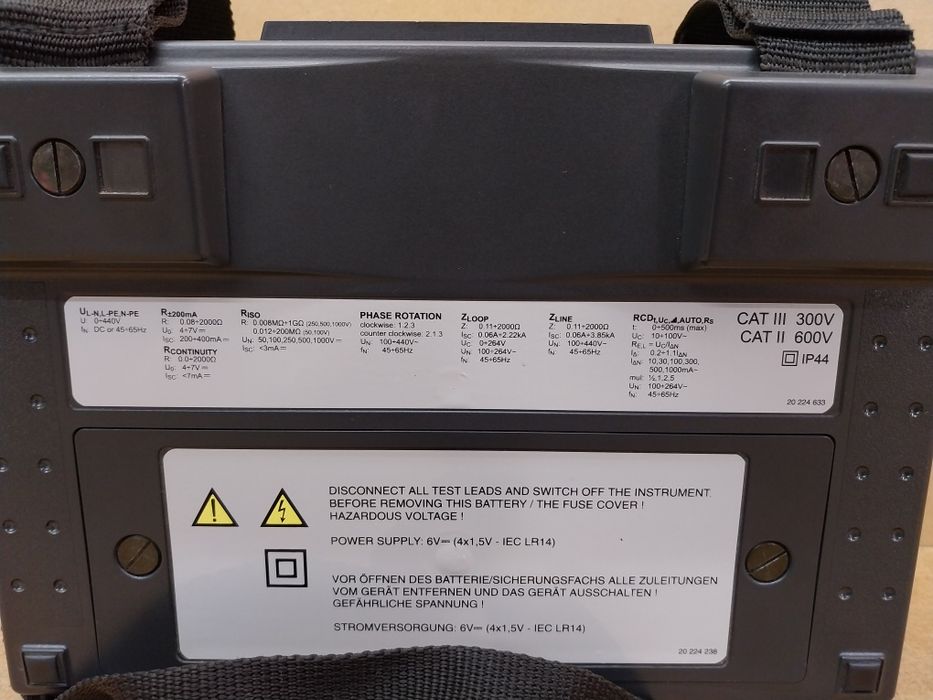 UL-N,L-PE,N-PE
U: 0÷440V
fN: DC or 45÷65Hz
R±200mA
R: 0.08÷2000Ω
U0: 4÷7V⎓
ISC: 200÷400mA⎓
RCONTINUITY
R: 0.0÷2000Ω
U0: 4÷7V⎓
ISC: <7mA⎓
RISO
R: 0.008MΩ÷1GΩ (250,500,1000V)
0.012÷200MΩ (50,100V)
UN: 50,100,250,500,1000V⎓
ISC: <3mA⎓
PHASE ROTATION
clockwise: 1.2.3
counter clockwise: 2.1.3
UN: 100÷440V~
fN: 45÷65Hz
ZLOOP
Z: 0.11÷2000Ω
ISC: 0.06A÷2.22kA
UC: 0÷264V
UN: 100÷264V~
fN: 45÷65Hz
ZLINE
Z: 0.11÷2000Ω
ISC: 0.06A÷3.85kA
UN: 100÷440V~
fN: 45÷65Hz
RCDt,UC,⊿,AUTO,RS
t: 0÷500ms (max)
UC: 10÷100V~
RE,L = UC/IΔN
IΔ: 0.2÷1.1IΔN
IΔN: 10,30,100,300,
500,1000mA~
mul: ½,1,2,5
UN: 100÷264V~
fN: 45÷65Hz
CAT III 300V
CAT II 600V
IP44
20 224 633
DISCONNECT ALL TEST LEADS AND SWITCH OFF THE INSTRUMENT.
BEFORE REMOVING THIS BATTERY / THE FUSE COVER !
HAZARDOUS VOLTAGE !
POWER SUPPLY: 6V⎓ (4x1,5V - IEC LR14)
VOR ÖFFNEN DES BATTERIE/SICHERUNGSFACHS ALLE ZULEITUNGEN
VOM GERÄT ENTFERNEN UND DAS GERÄT AUSSCHALTEN !
GEFÄHRLICHE SPANNUNG !
STROMVERSORGUNG: 6V⎓ (4x1,5V - IEC LR14)
20 224 238